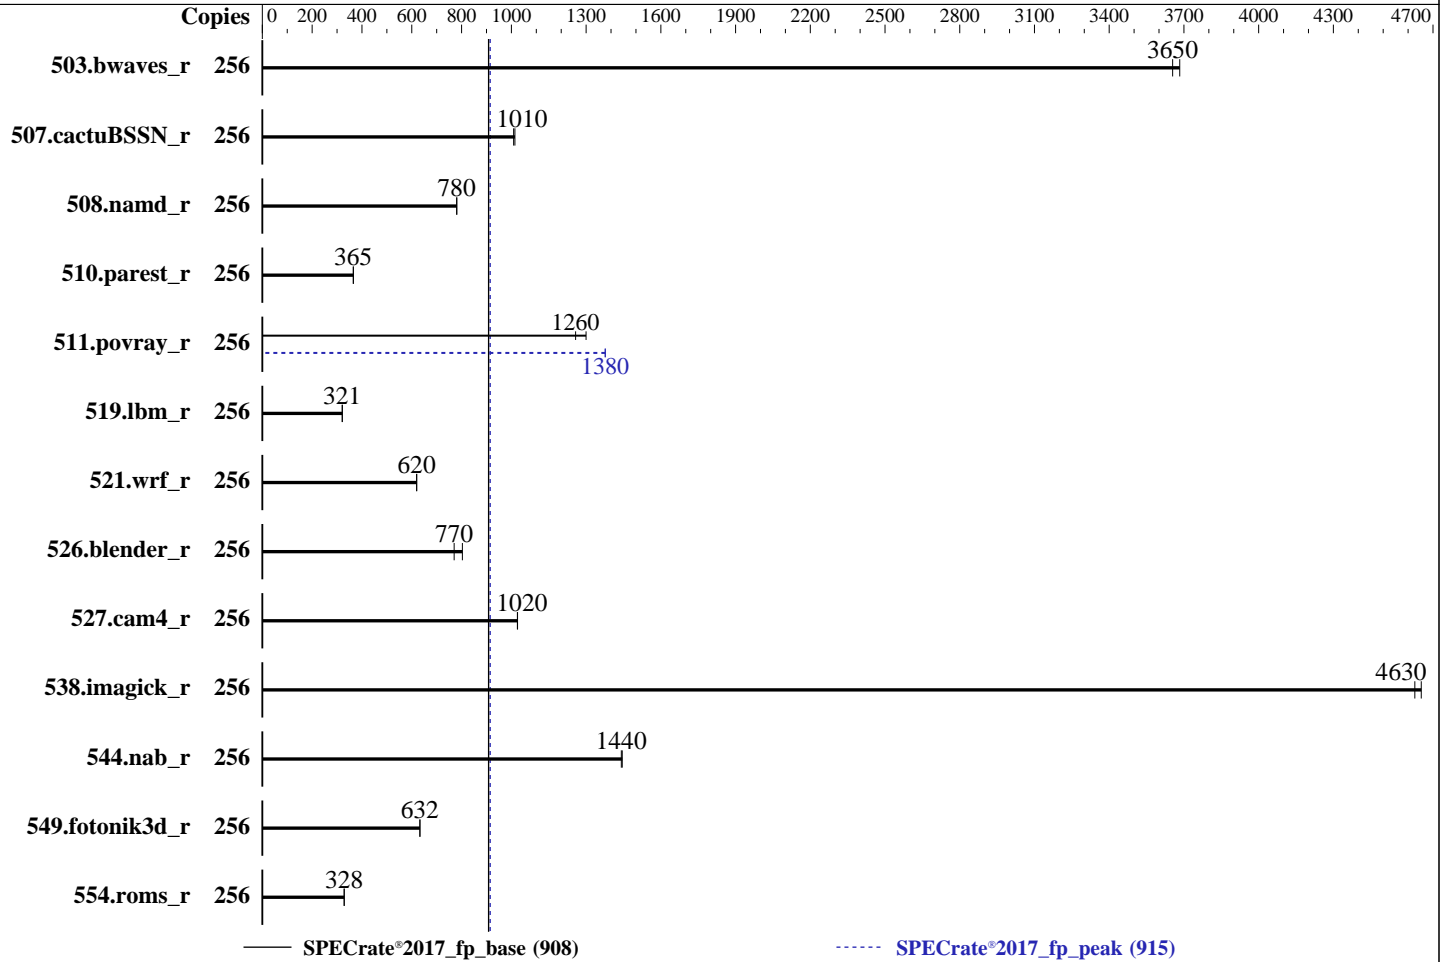 Copies 0 200 400 600 800 1000 1300 1600 1900 2200 2500 2800 3100 3400 3700 4000 4300 4700
503.bwaves_r 256 3650
507.cactuBSSN_r 256 1010
508.namd_r 256 780
510.parest_r 256 365
511.povray_r 256 1260
1380
519.lbm_r 256 321
521.wrf_r 256 620
526.blender_r 256 770
527.cam4_r 256 1020
538.imagick_r 256 4630
544.nab_r 256 1440
549.fotonik3d_r 256 632
554.roms_r 256 328
SPECrate®2017_fp_base (908) SPECrate®2017_fp_peak (915)